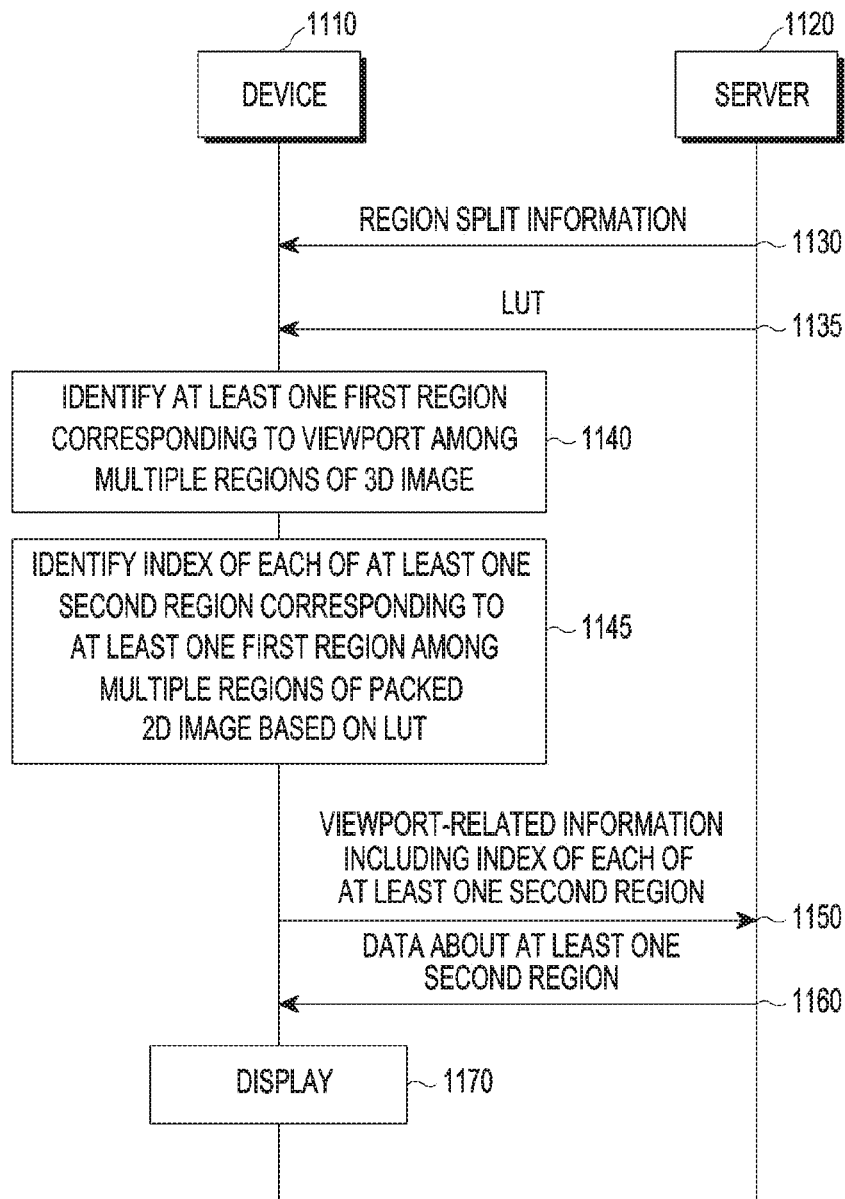 1110
1120
DEVICE
SERVER
REGION SPLIT INFORMATION
1130
LUT
1135
IDENTIFY AT LEAST ONE FIRST REGION
CORRESPONDING TO VIEWPORT AMONG
MULTIPLE REGIONS OF 3D IMAGE
1140
IDENTIFY INDEX OF EACH OF AT LEAST ONE
SECOND REGION CORRESPONDING TO
AT LEAST ONE FIRST REGION AMONG
MULTIPLE REGIONS OF PACKED
2D IMAGE BASED ON LUT
1145
VIEWPORT-RELATED INFORMATION
INCLUDING INDEX OF EACH OF
AT LEAST ONE SECOND REGION
1150
DATA ABOUT AT LEAST ONE
SECOND REGION
1160
DISPLAY
1170